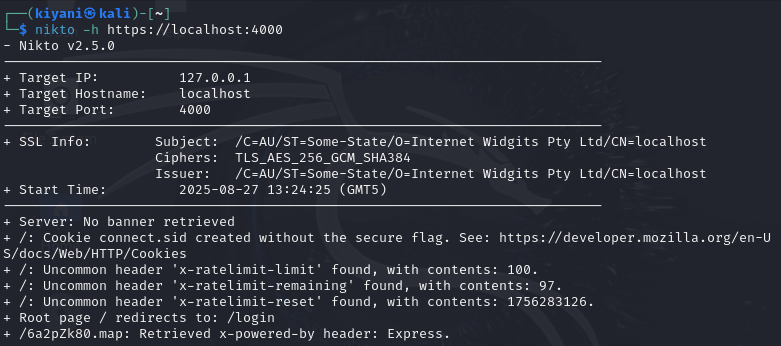 ┌──(kiyani㉿kali)-[~]
└─$ nikto -h https://localhost:4000
- Nikto v2.5.0
---------------------------------------------------------------------------
+ Target IP:          127.0.0.1
+ Target Hostname:    localhost
+ Target Port:        4000
---------------------------------------------------------------------------
+ SSL Info:        Subject:  /C=AU/ST=Some-State/O=Internet Widgits Pty Ltd/CN=localhost
                   Ciphers:  TLS_AES_256_GCM_SHA384
                   Issuer:   /C=AU/ST=Some-State/O=Internet Widgits Pty Ltd/CN=localhost
+ Start Time:         2025-08-27 13:24:25 (GMT5)
---------------------------------------------------------------------------
+ Server: No banner retrieved
+ /: Cookie connect.sid created without the secure flag. See: https://developer.mozilla.org/en-U
S/docs/Web/HTTP/Cookies
+ /: Uncommon header 'x-ratelimit-limit' found, with contents: 100.
+ /: Uncommon header 'x-ratelimit-remaining' found, with contents: 97.
+ /: Uncommon header 'x-ratelimit-reset' found, with contents: 1756283126.
+ Root page / redirects to: /login
+ /6a2pZk80.map: Retrieved x-powered-by header: Express.